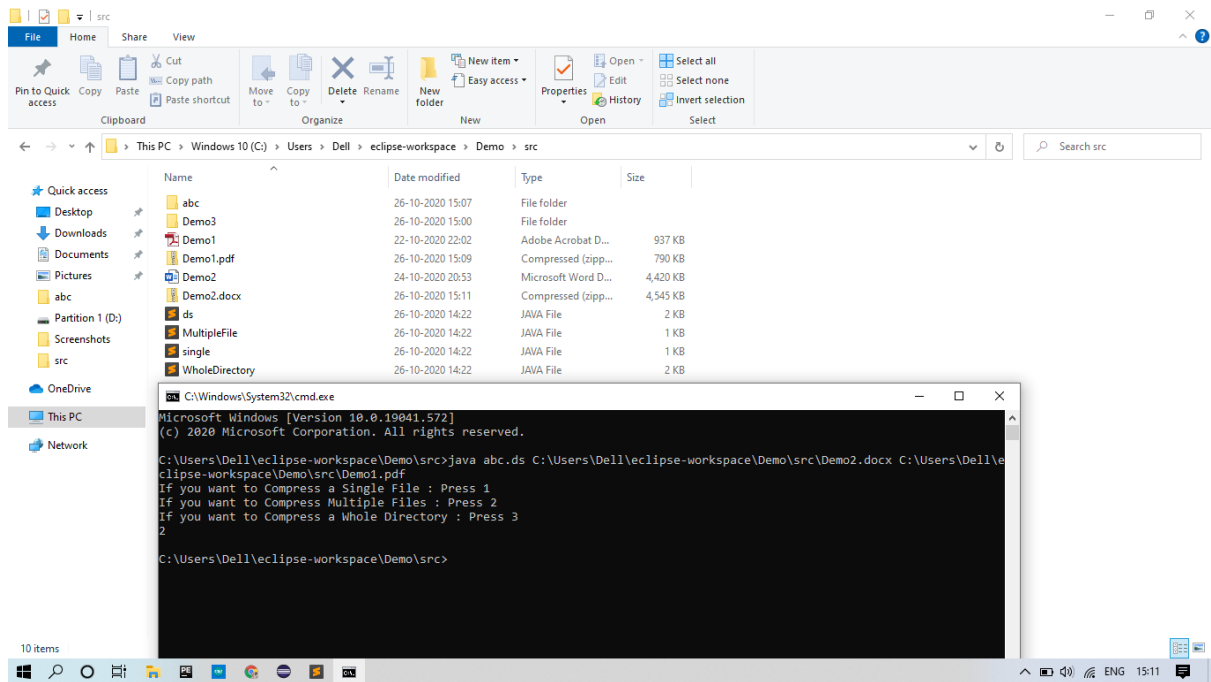 src
File Home Share View
Pin to Quick access
Copy
Paste
Cut
Copy path
Paste shortcut
Clipboard
Move to
Copy to
Delete
Rename
Organize
New folder
New item
Easy access
New
Properties
Open
Edit
History
Open
Select all
Select none
Invert selection
Select
This PC › Windows 10 (C:) › Users › Dell › eclipse-workspace › Demo › src
Search src
Name Date modified Type Size
Quick access
Desktop
Downloads
Documents
Pictures
abc
Partition 1 (D:)
Screenshots
src
OneDrive
This PC
Network
abc 26-10-2020 15:07 File folder
Demo3 26-10-2020 15:00 File folder
Demo1 22-10-2020 22:02 Adobe Acrobat D... 937 KB
Demo1.pdf 26-10-2020 15:09 Compressed (zipp... 790 KB
Demo2 24-10-2020 20:53 Microsoft Word D... 4,420 KB
Demo2.docx 26-10-2020 15:11 Compressed (zipp... 4,545 KB
ds 26-10-2020 14:22 JAVA File 2 KB
MultipleFile 26-10-2020 14:22 JAVA File 1 KB
single 26-10-2020 14:22 JAVA File 1 KB
WholeDirectory 26-10-2020 14:22 JAVA File 2 KB
C:\Windows\System32\cmd.exe
Microsoft Windows [Version 10.0.19041.572]
(c) 2020 Microsoft Corporation. All rights reserved.
C:\Users\Dell\eclipse-workspace\Demo\src>java abc.ds C:\Users\Dell\eclipse-workspace\Demo\src\Demo2.docx C:\Users\Dell\e
clipse-workspace\Demo\src\Demo1.pdf
If you want to Compress a Single File : Press 1
If you want to Compress Multiple Files : Press 2
If you want to Compress a Whole Directory : Press 3
2
C:\Users\Dell\eclipse-workspace\Demo\src>
10 items
ENG 15:11